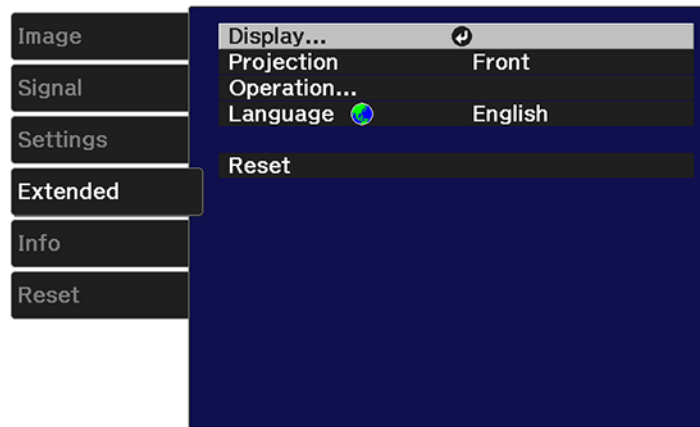 Image
Signal
Settings
Extended
Info
Reset
Display...
Projection Front
Operation...
Language English
Reset